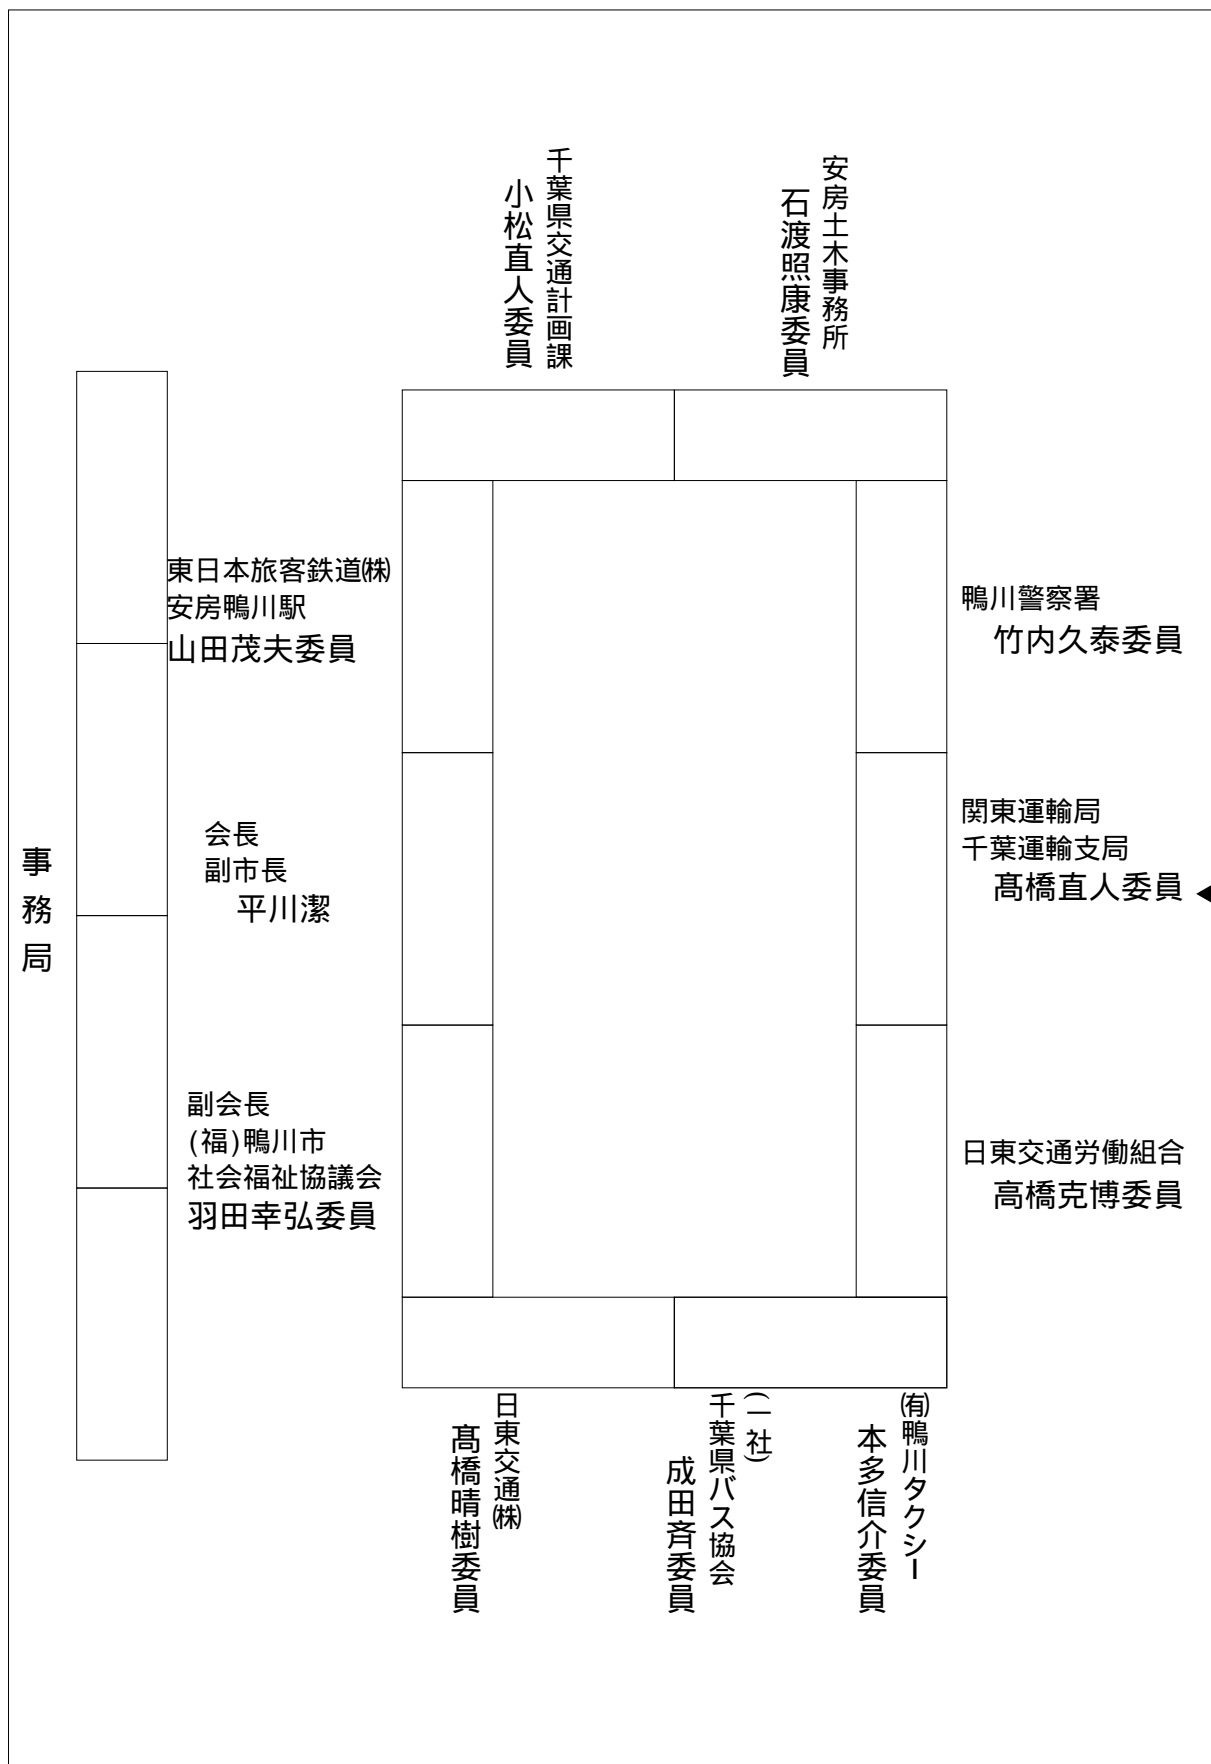 千葉県交通計画課
小松直人委員
安房土木事務所
石渡照康委員
東日本旅客鉄道㈱
安房鴨川駅
山田茂夫委員
鴨川警察署
竹内久泰委員
事務局
会長
副市長
平川潔
関東運輸局
千葉運輸支局
髙橋直人委員
副会長
(福)鴨川市
社会福祉協議会
羽田幸弘委員
日東交通労働組合
高橋克博委員
日東交通㈱
髙橋晴樹委員
(一社)
千葉県バス協会
成田斉委員
㈲鴨川タクシー
本多信介委員